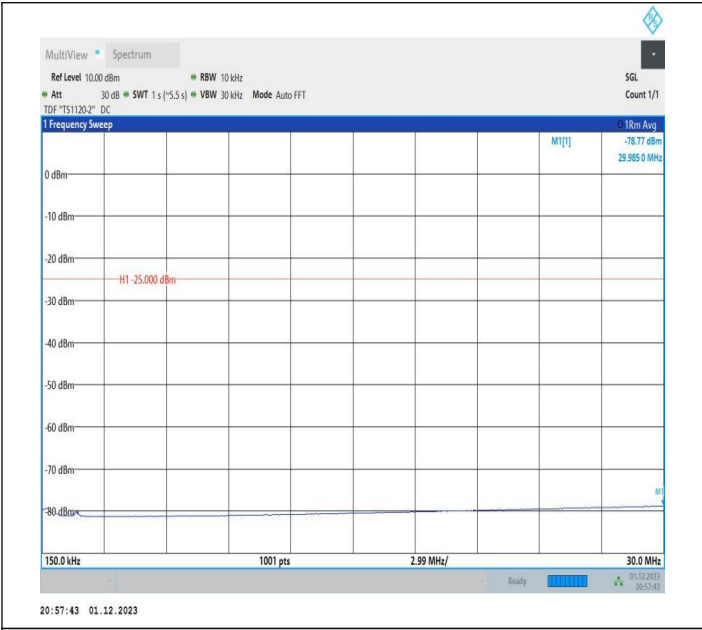 R&S
MultiView Spectrum
Ref Level 10.00 dBm RBW 10 kHz SGL
Att 30 dB SWT 1 s (~5.5 s) VBW 30 kHz Mode Auto FFT Count 1/1
TDF "TS1120-2" DC
1 Frequency Sweep 1Rm Avg
M1[1] -78.77 dBm
29.985 0 MHz
0 dBm
-10 dBm
-20 dBm
H1 -25.000 dBm
-30 dBm
-40 dBm
-50 dBm
-60 dBm
-70 dBm
M1
-80 dBm
150.0 kHz 1001 pts 2.99 MHz/ 30.0 MHz
Ready 01.12.2023
20:57:43
20:57:43 01.12.2023